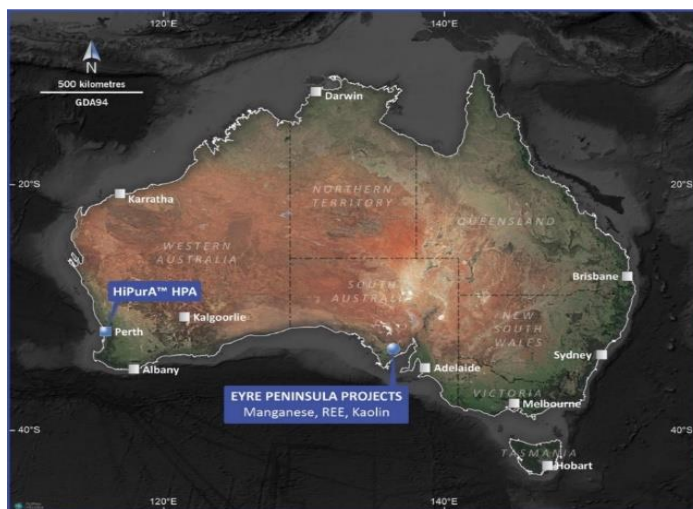 120°E
140°E
N
500 kilometres
GDA94
Darwin
20°S
20°S
Karratha
NORTHERN
TERRITORY
QUEENSLAND
WESTERN
AUSTRALIA
HiPurA™ HPA
SOUTH
AUSTRALI
Brisbane
Kalgoorlie
Perth
NEW
SOUTH
WALES
Sydney
Albany
Adelaide
EYRE PENINSULA PROJECTS
Manganese, REE, Kaolin
VICTORIA
Melbourne
40°S
40°S
TASMANIA
Hobart
120°E
140°E